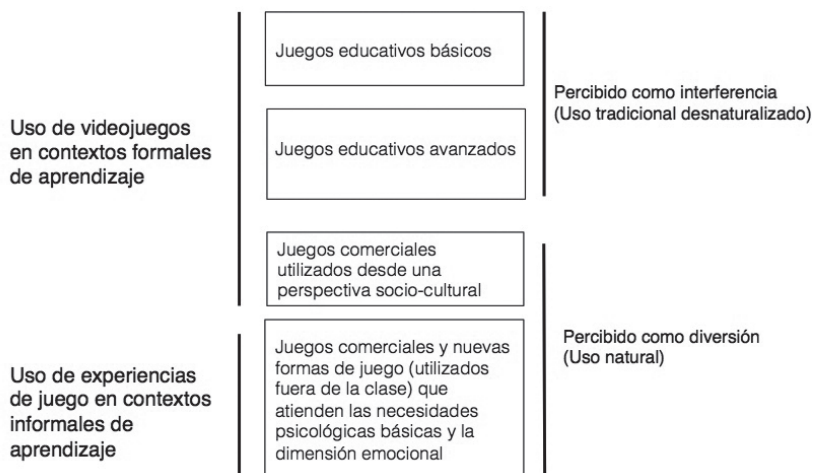 Uso de videojuegos
en contextos formales
de aprendizaje
Juegos educativos básicos
Juegos educativos avanzados
Juegos comerciales
utilizados desde una
perspectiva socio-cultural
Percibido como interferencia
(Uso tradicional desnaturalizado)
Uso de experiencias
de juego en contextos
informales de
aprendizaje
Juegos comerciales y nuevas
formas de juego (utilizados
fuera de la clase) que
atienden las necesidades
psicológicas básicas y la
dimensión emocional
Percibido como diversión
(Uso natural)